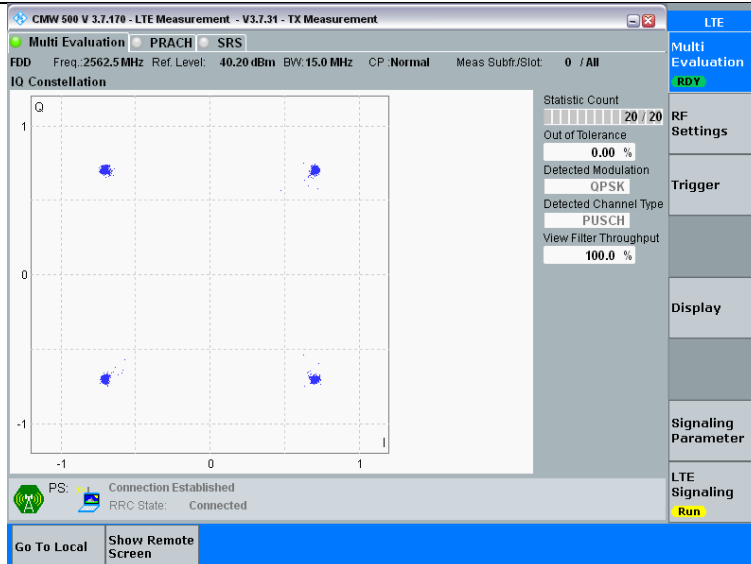 CMW 500 V 3.7.170 - LTE Measurement - V3.7.31 - TX Measurement
LTE
Multi Evaluation PRACH SRS
FDD Freq.:2562.5 MHz Ref. Level: 40.20 dBm BW:15.0 MHz CP :Normal Meas Subfr./Slot: 0 / All
IQ Constellation
Q
1
0
-1
I
-1 0 1
Statistic Count
20 / 20
Out of Tolerance
0.00 %
Detected Modulation
QPSK
Detected Channel Type
PUSCH
View Filter Throughput
100.0 %
Multi
Evaluation
RDY
RF
Settings
Trigger
Display
Signaling
Parameter
LTE
Signaling
Run
PS: Connection Established
RRC State: Connected
Go To Local
Show Remote
Screen